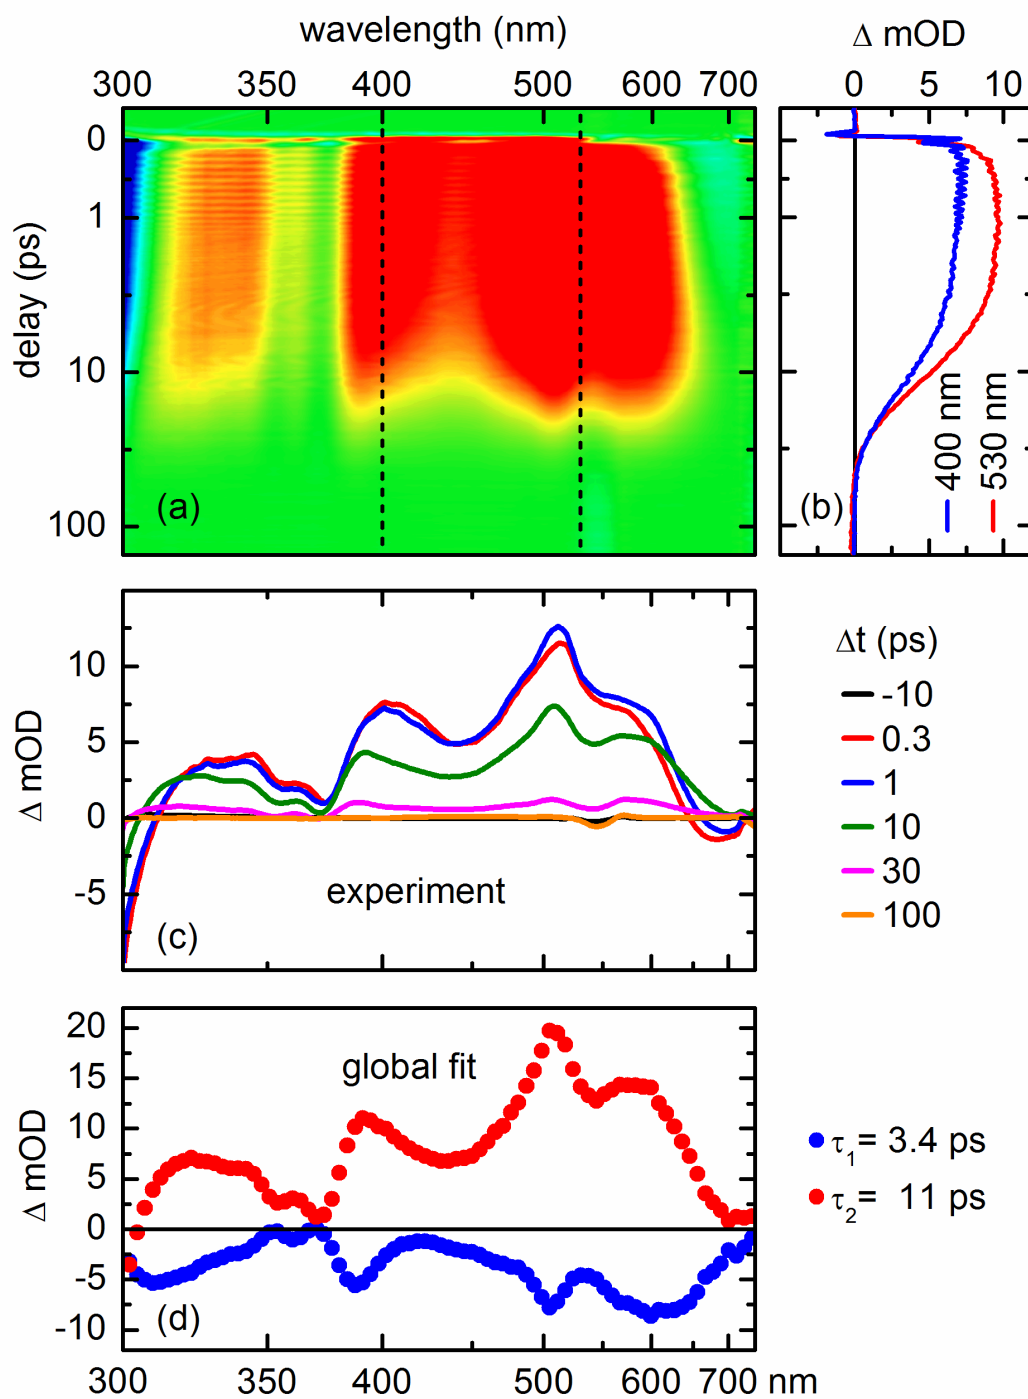 wavelength (nm)
Δ mOD
300 350 400 500 600 700
0 5 10
delay (ps)
0
1
10
100
(a)
(b)
400 nm
530 nm
Δ mOD
10
5
0
-5
experiment
(c)
Δt (ps)
-10
0.3
1
10
30
100
Δ mOD
20
15
10
5
0
-5
-10
global fit
(d)
τ1= 3.4 ps
τ2= 11 ps
300 350 400 500 600 700 nm